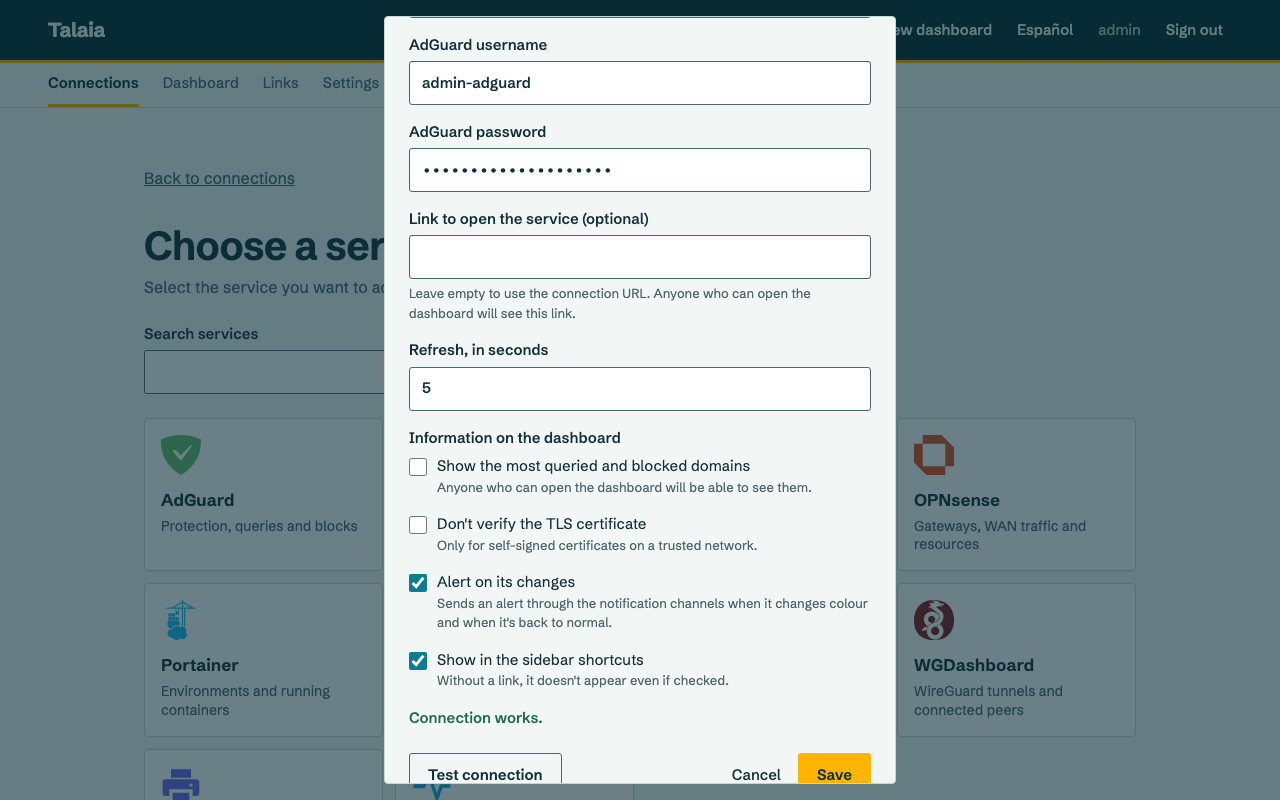 Talaia
dashboard
Español
admin
Sign out
Connections
Dashboard
Links
Settings
Back to connections
Choose a ser
Select the service you want to
Search services
AdGuard
Protection, queries and blocks
OPNsense
Gateways, WAN traffic and
resources
Portainer
Environments and running
containers
WGDashboard
WireGuard tunnels and
connected peers
AdGuard username
admin-adguard
AdGuard password
•••••••••••••••••••
Link to open the service (optional)
Leave empty to use the connection URL. Anyone who can open the
dashboard will see this link.
Refresh, in seconds
5
Information on the dashboard
Show the most queried and blocked domains
Anyone who can open the dashboard will be able to see them.
Don't verify the TLS certificate
Only for self-signed certificates on a trusted network.
Alert on its changes
Sends an alert through the notification channels when it changes colour
and when it's back to normal.
Show in the sidebar shortcuts
Without a link, it doesn't appear even if checked.
Connection works.
Test connection
Cancel
Save